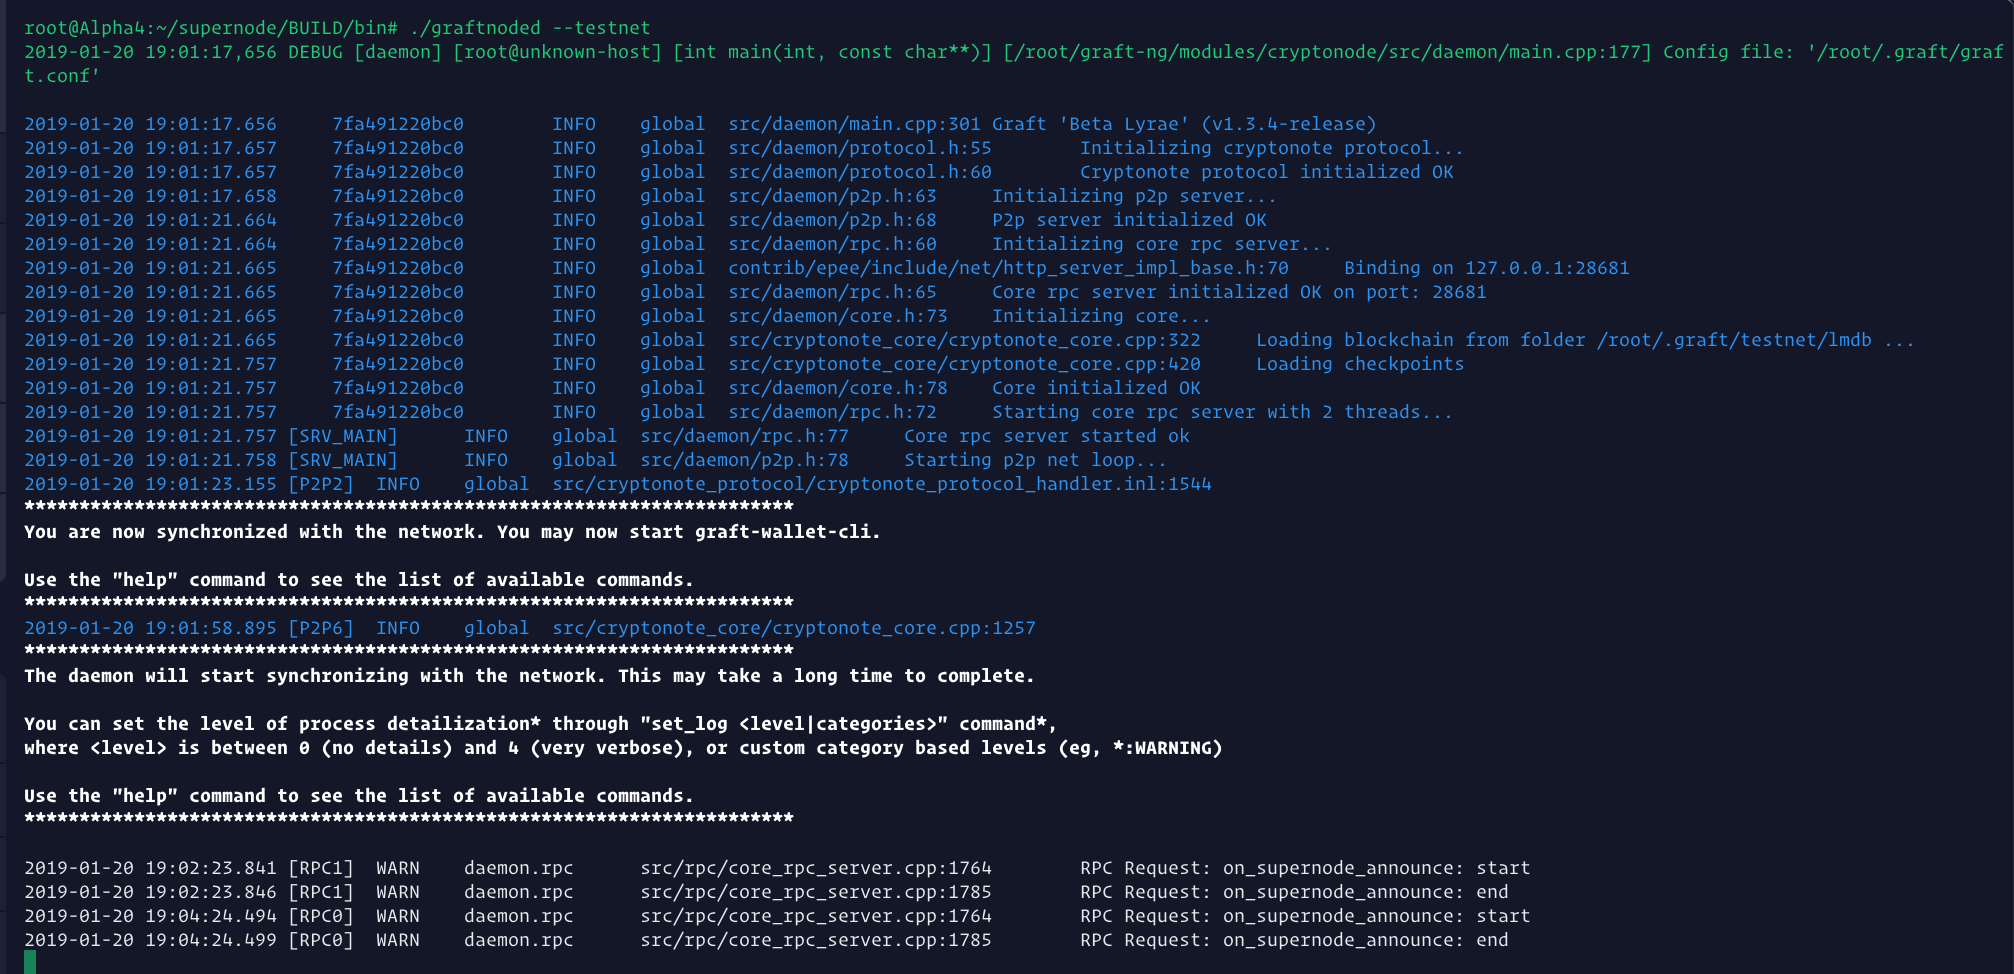 root@Alpha4:~/supernode/BUILD/bin# ./graftnoded --testnet
2019-01-20 19:01:17,656 DEBUG [daemon] [root@unknown-host] [int main(int, const char**)] [/root/graft-ng/modules/cryptonode/src/daemon/main.cpp:177] Config file: '/root/.graft/graf
t.conf'
2019-01-20 19:01:17.656     7fa491220bc0        INFO    global  src/daemon/main.cpp:301 Graft 'Beta Lyrae' (v1.3.4-release)
2019-01-20 19:01:17.657     7fa491220bc0        INFO    global  src/daemon/protocol.h:55        Initializing cryptonote protocol...
2019-01-20 19:01:17.657     7fa491220bc0        INFO    global  src/daemon/protocol.h:60        Cryptonote protocol initialized OK
2019-01-20 19:01:17.658     7fa491220bc0        INFO    global  src/daemon/p2p.h:63     Initializing p2p server...
2019-01-20 19:01:21.664     7fa491220bc0        INFO    global  src/daemon/p2p.h:68     P2p server initialized OK
2019-01-20 19:01:21.664     7fa491220bc0        INFO    global  src/daemon/rpc.h:60     Initializing core rpc server...
2019-01-20 19:01:21.665     7fa491220bc0        INFO    global  contrib/epee/include/net/http_server_impl_base.h:70     Binding on 127.0.0.1:28681
2019-01-20 19:01:21.665     7fa491220bc0        INFO    global  src/daemon/rpc.h:65     Core rpc server initialized OK on port: 28681
2019-01-20 19:01:21.665     7fa491220bc0        INFO    global  src/daemon/core.h:73    Initializing core...
2019-01-20 19:01:21.665     7fa491220bc0        INFO    global  src/cryptonote_core/cryptonote_core.cpp:322     Loading blockchain from folder /root/.graft/testnet/lmdb ...
2019-01-20 19:01:21.757     7fa491220bc0        INFO    global  src/cryptonote_core/cryptonote_core.cpp:420     Loading checkpoints
2019-01-20 19:01:21.757     7fa491220bc0        INFO    global  src/daemon/core.h:78    Core initialized OK
2019-01-20 19:01:21.757     7fa491220bc0        INFO    global  src/daemon/rpc.h:72     Starting core rpc server with 2 threads...
2019-01-20 19:01:21.757 [SRV_MAIN]      INFO    global  src/daemon/rpc.h:77     Core rpc server started ok
2019-01-20 19:01:21.758 [SRV_MAIN]      INFO    global  src/daemon/p2p.h:78     Starting p2p net loop...
2019-01-20 19:01:23.155 [P2P2]  INFO    global  src/cryptonote_protocol/cryptonote_protocol_handler.inl:1544
**********************************************************************
You are now synchronized with the network. You may now start graft-wallet-cli.
Use the "help" command to see the list of available commands.
**********************************************************************
2019-01-20 19:01:58.895 [P2P6]  INFO    global  src/cryptonote_core/cryptonote_core.cpp:1257
**********************************************************************
The daemon will start synchronizing with the network. This may take a long time to complete.
You can set the level of process detailization* through "set_log <level|categories>" command*,
where <level> is between 0 (no details) and 4 (very verbose), or custom category based levels (eg, *:WARNING)
Use the "help" command to see the list of available commands.
**********************************************************************
2019-01-20 19:02:23.841 [RPC1]  WARN    daemon.rpc      src/rpc/core_rpc_server.cpp:1764        RPC Request: on_supernode_announce: start
2019-01-20 19:02:23.846 [RPC1]  WARN    daemon.rpc      src/rpc/core_rpc_server.cpp:1785        RPC Request: on_supernode_announce: end
2019-01-20 19:04:24.494 [RPC0]  WARN    daemon.rpc      src/rpc/core_rpc_server.cpp:1764        RPC Request: on_supernode_announce: start
2019-01-20 19:04:24.499 [RPC0]  WARN    daemon.rpc      src/rpc/core_rpc_server.cpp:1785        RPC Request: on_supernode_announce: end